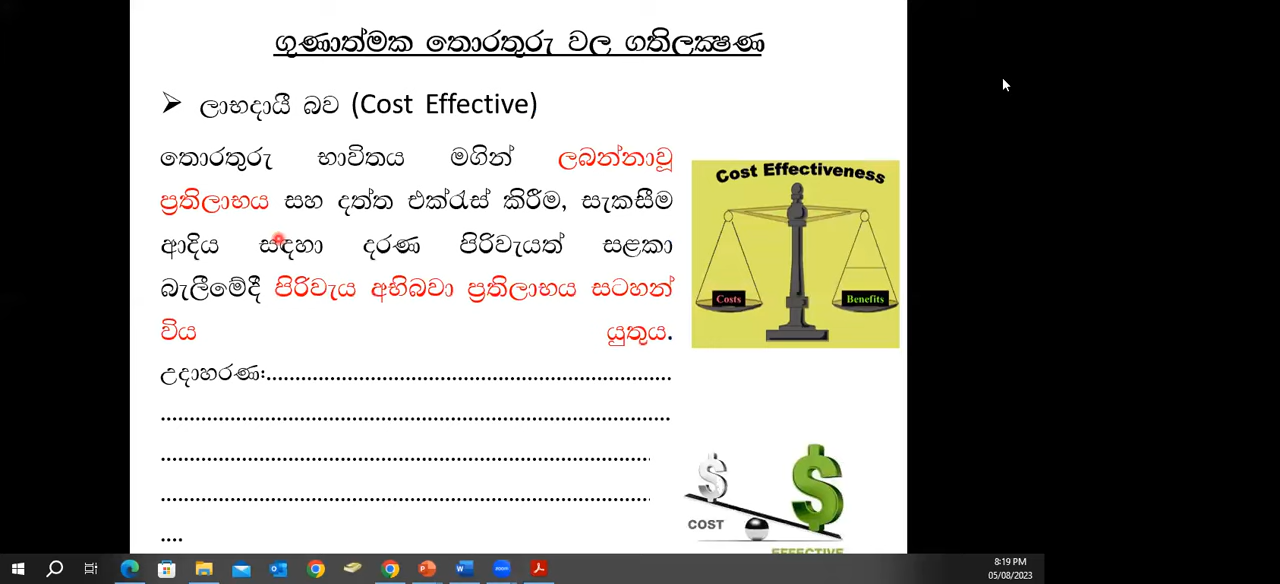 ගුණාත්මක තොරතුරු වල ගතිලක්ෂණ
➢ ලාභදායී බව (Cost Effective)
තොරතුරු භාවිතය මගින් ලබන්නාවූ
ප්‍රතිලාභය සහ දත්ත එක්රැස් කිරීම, සැකසීම
ආදිය සඳහා දරණ පිරිවැයත් සළකා
බැලීමේදී පිරිවැය අභිබවා ප්‍රතිලාභය සටහන්
විය යුතුය.
උදාහරණ:..................................................................
..........................................................................
.......................................................................
.......................................................................
....
Cost Effectiveness
Costs
Benefits
$ $
COST
EFFECTIVE
8:19 PM
05/08/2023